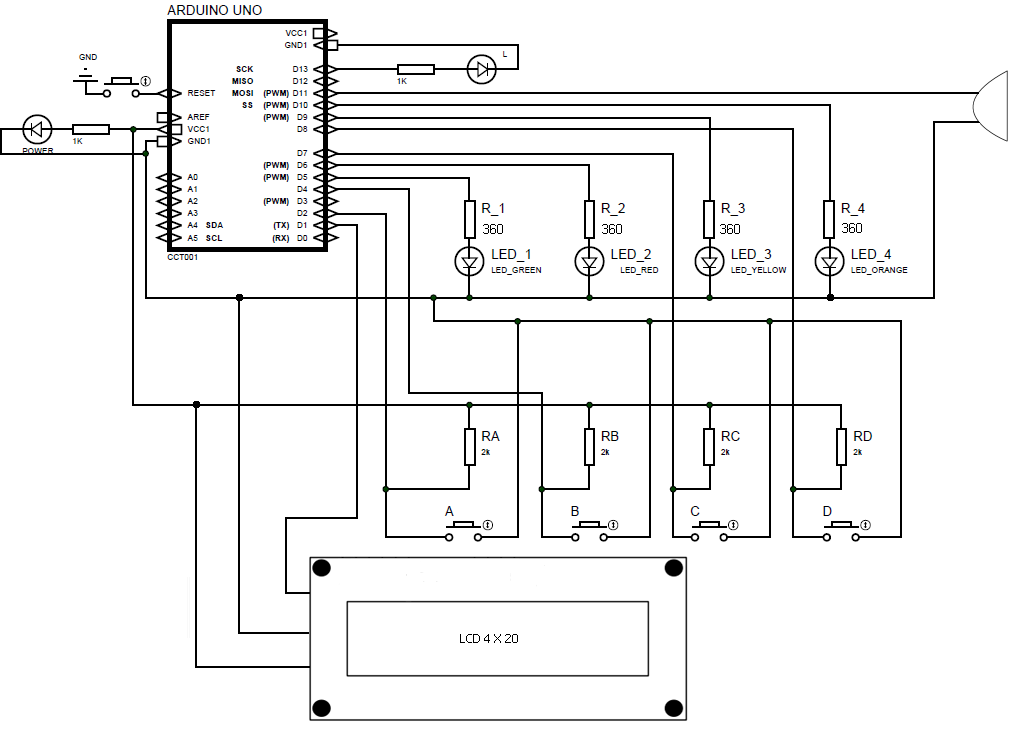 ARDUINO UNO
VCC1
GND1
L
GND
SCK D13
1K
MISO D12
RESET MOSI (PWM) D11
SS (PWM) D10
AREF (PWM) D9
VCC1 D8
1K
GND1
POWER
D7
(PWM) D6
A0 (PWM) D5
A1 D4
A2 (PWM) D3
A3 D2
A4 SDA (TX) D1
A5 SCL (RX) D0
CCT001
R_1
360
R_2
360
R_3
360
R_4
360
LED_1
LED_GREEN
LED_2
LED_RED
LED_3
LED_YELLOW
LED_4
LED_ORANGE
RA
2k
RB
2k
RC
2k
RD
2k
A
B
C
D
LCD 4 X 20